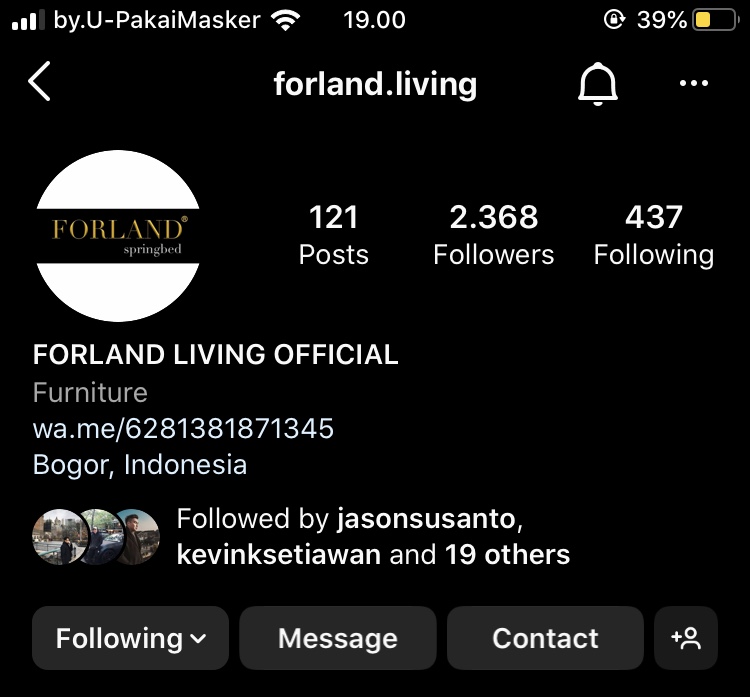 by.U-PakaiMasker 19.00 39%
forland.living
FORLAND®
springbed
121 2.368 437
Posts Followers Following
FORLAND LIVING OFFICIAL
Furniture
wa.me/6281381871345
Bogor, Indonesia
Followed by jasonsusanto,
kevinksetiawan and 19 others
Following Message Contact